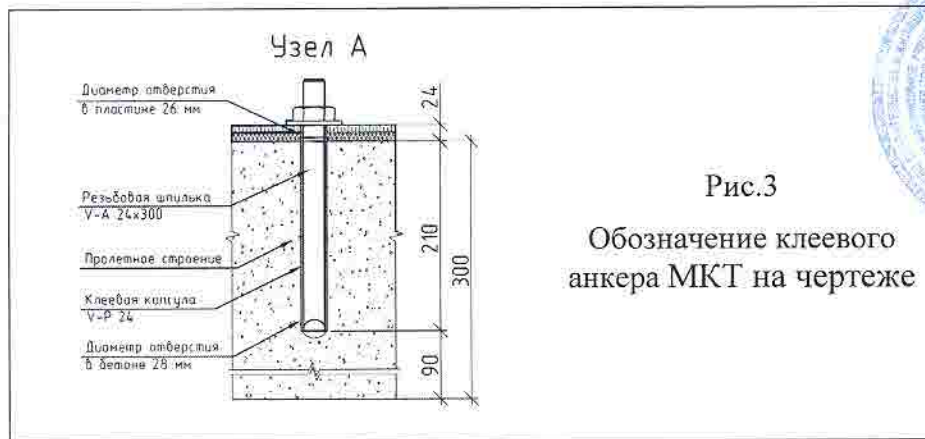 Узел А
Диаметр отверстия
в пластине 26 мм
Резьбовая шпилька
V-A 24x300
Пролетное строение
Клеевая капсула
V-P 24
Диаметр отверстия
в бетоне 28 мм
24
210
300
90
Рис.3
Обозначение клеевого
анкера МКТ на чертеже